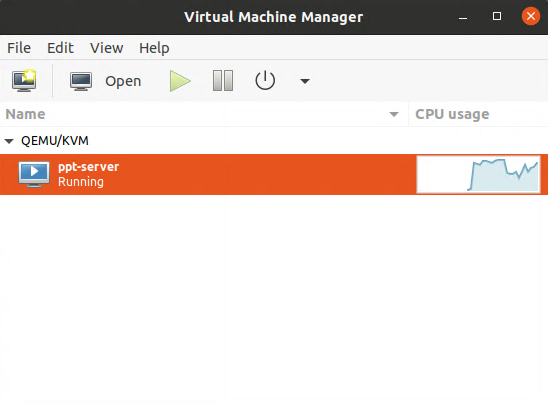 Virtual Machine Manager
File Edit View Help
Open
Name CPU usage
QEMU/KVM
ppt-server
Running